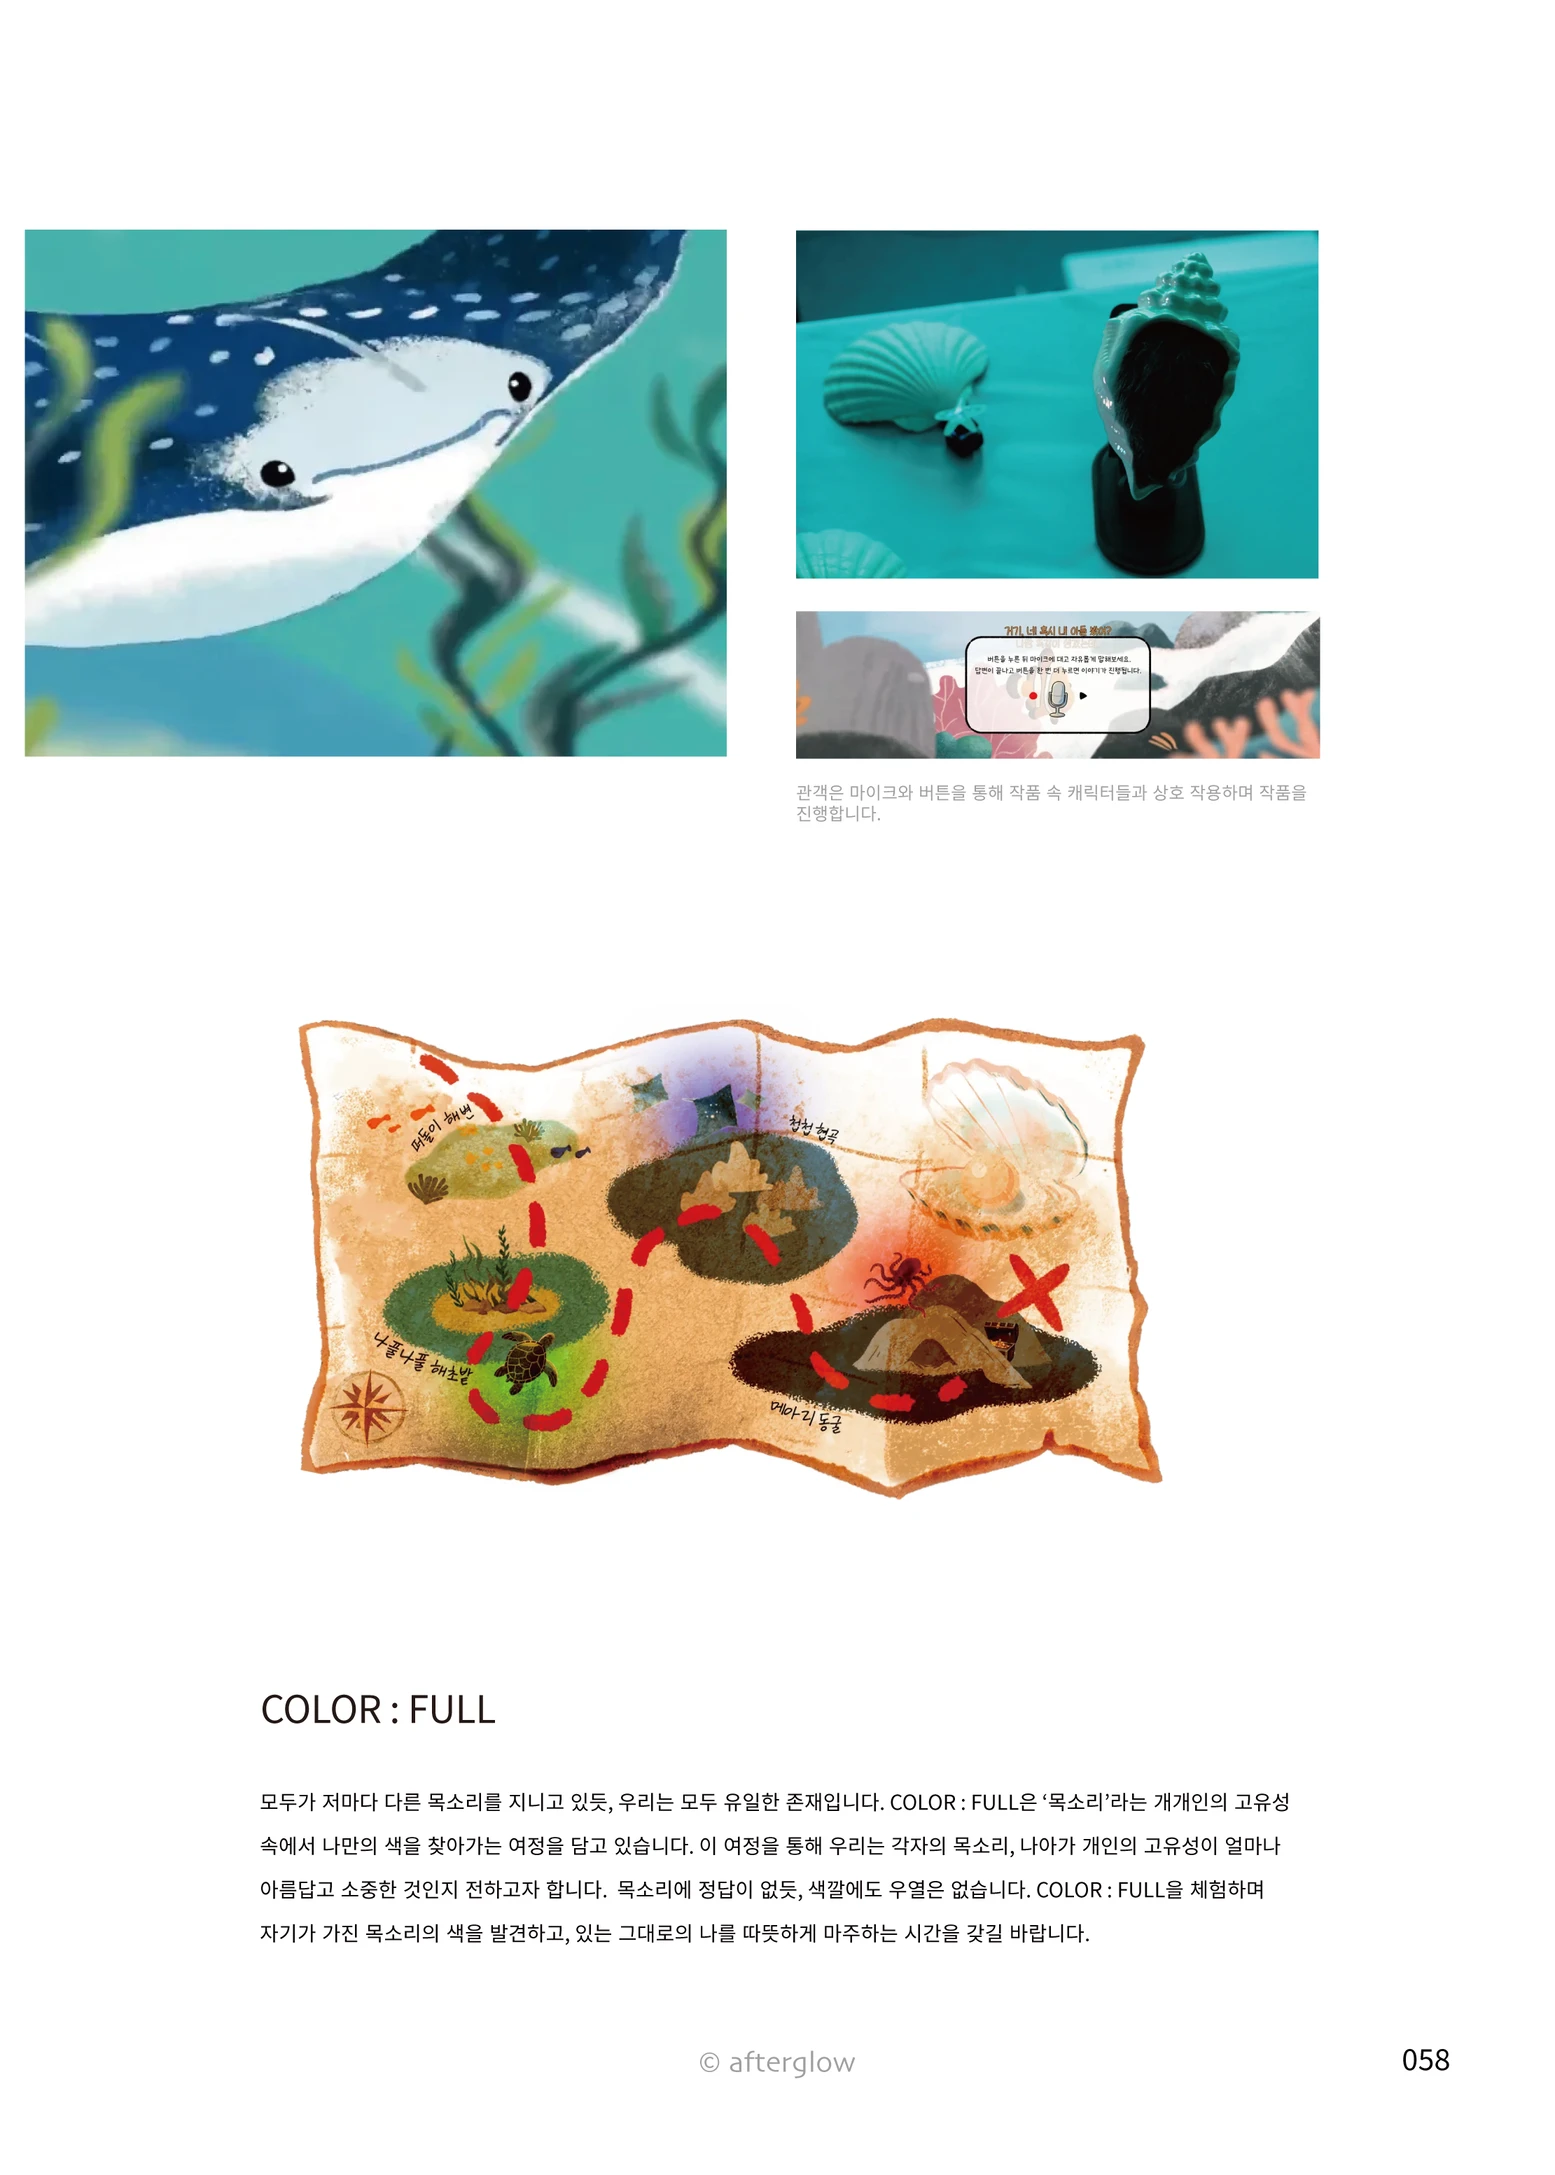 거기, 네 혹시 내 아들 봤어?
버튼을 누른 뒤 마이크에 대고 자유롭게 말해보세요.
답변이 끝나고 버튼을 한 번 더 누르면 이야기가 진행됩니다.
관객은 마이크와 버튼을 통해 작품 속 캐릭터들과 상호 작용하며 작품을
진행합니다.
떠돌이 해변
첨첨 협곡
나풀나풀 해초밭
메아리 동굴
COLOR : FULL
모두가 저마다 다른 목소리를 지니고 있듯, 우리는 모두 유일한 존재입니다. COLOR : FULL은 ‘목소리’라는 개개인의 고유성
속에서 나만의 색을 찾아가는 여정을 담고 있습니다. 이 여정을 통해 우리는 각자의 목소리, 나아가 개인의 고유성이 얼마나
아름답고 소중한 것인지 전하고자 합니다. 목소리에 정답이 없듯, 색깔에도 우열은 없습니다. COLOR : FULL을 체험하며
자기가 가진 목소리의 색을 발견하고, 있는 그대로의 나를 따뜻하게 마주하는 시간을 갖길 바랍니다.
© afterglow
058